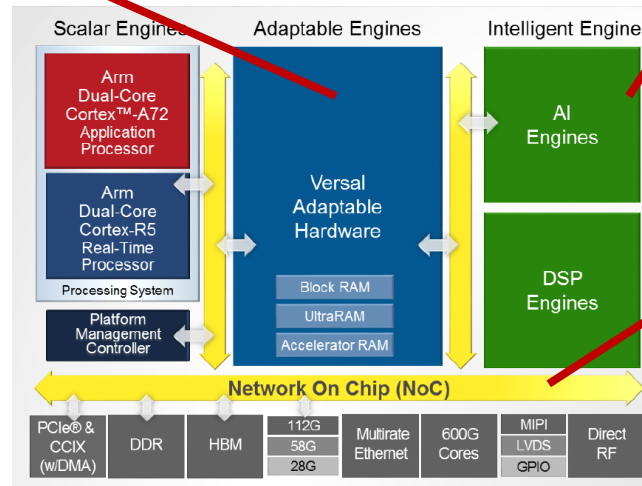 Scalar Engines
Adaptable Engines
Intelligent Engine
Arm
Dual-Core
Cortex™-A72
Application
Processor
Arm
Dual-Core
Cortex-R5
Real-Time
Processor
Processing System
Platform
Management
Controller
Versal
Adaptable
Hardware
Block RAM
UltraRAM
Accelerator RAM
AI
Engines
DSP
Engines
Network On Chip (NoC)
PCIe® &
CCIX
(w/DMA)
DDR
HBM
112G
58G
28G
Multirate
Ethernet
600G
Cores
MIPI
LVDS
GPIO
Direct
RF